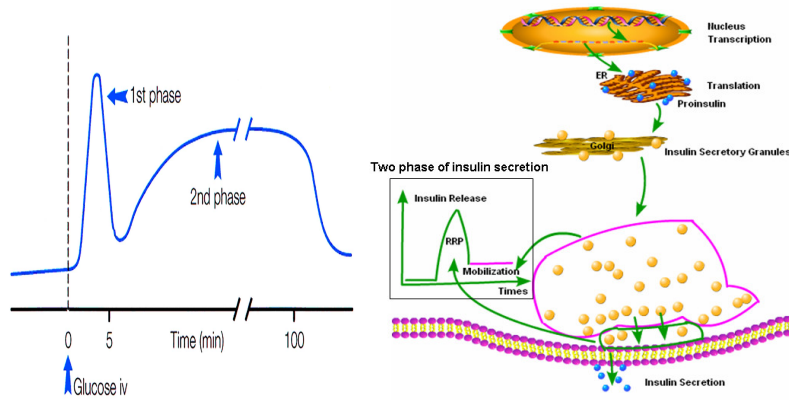 1st phase
2nd phase
0
5
Time (min)
100
Glucose iv
Nucleus
Transcription
ER
Translation
Proinsulin
Golgi
Insulin Secretory Granules
Two phase of insulin secretion
Insulin Release
RRP
Mobilization
Times
Insulin Secretion